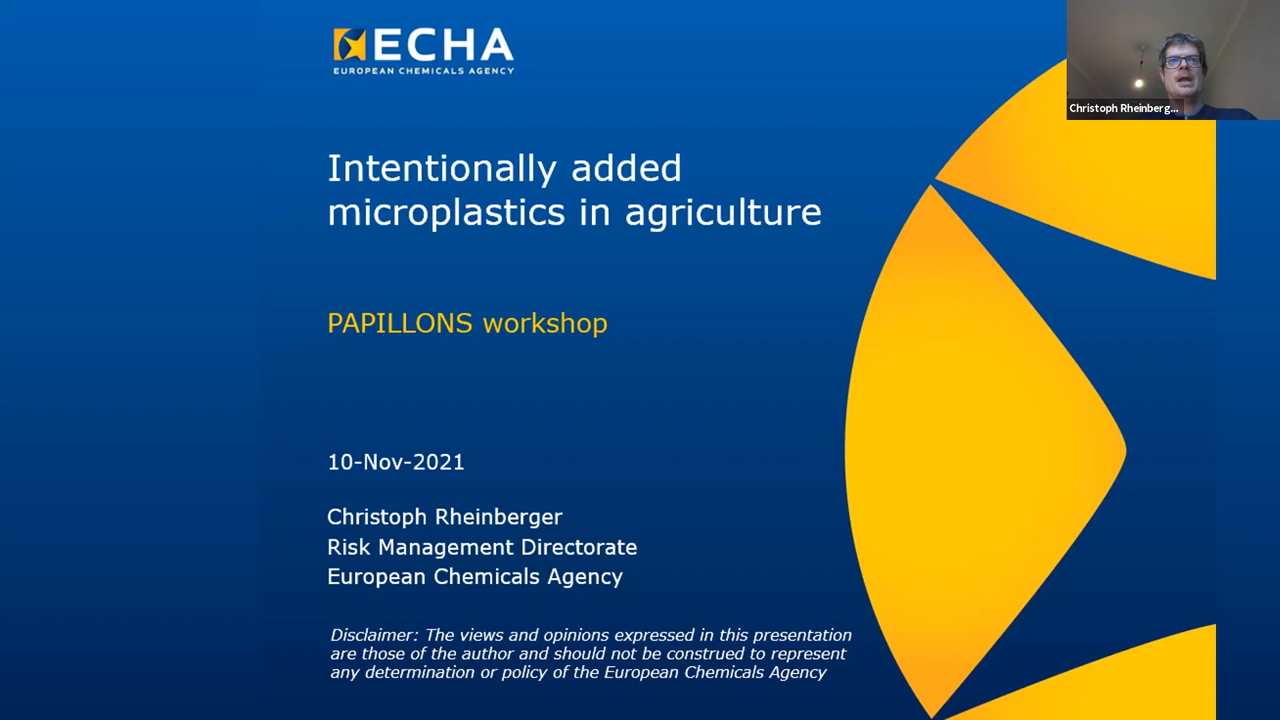 ECHA
EUROPEAN CHEMICALS AGENCY
Christoph Rheinberg...
Intentionally added
microplastics in agriculture
PAPILLONS workshop
10-Nov-2021
Christoph Rheinberger
Risk Management Directorate
European Chemicals Agency
Disclaimer: The views and opinions expressed in this presentation
are those of the author and should not be construed to represent
any determination or policy of the European Chemicals Agency